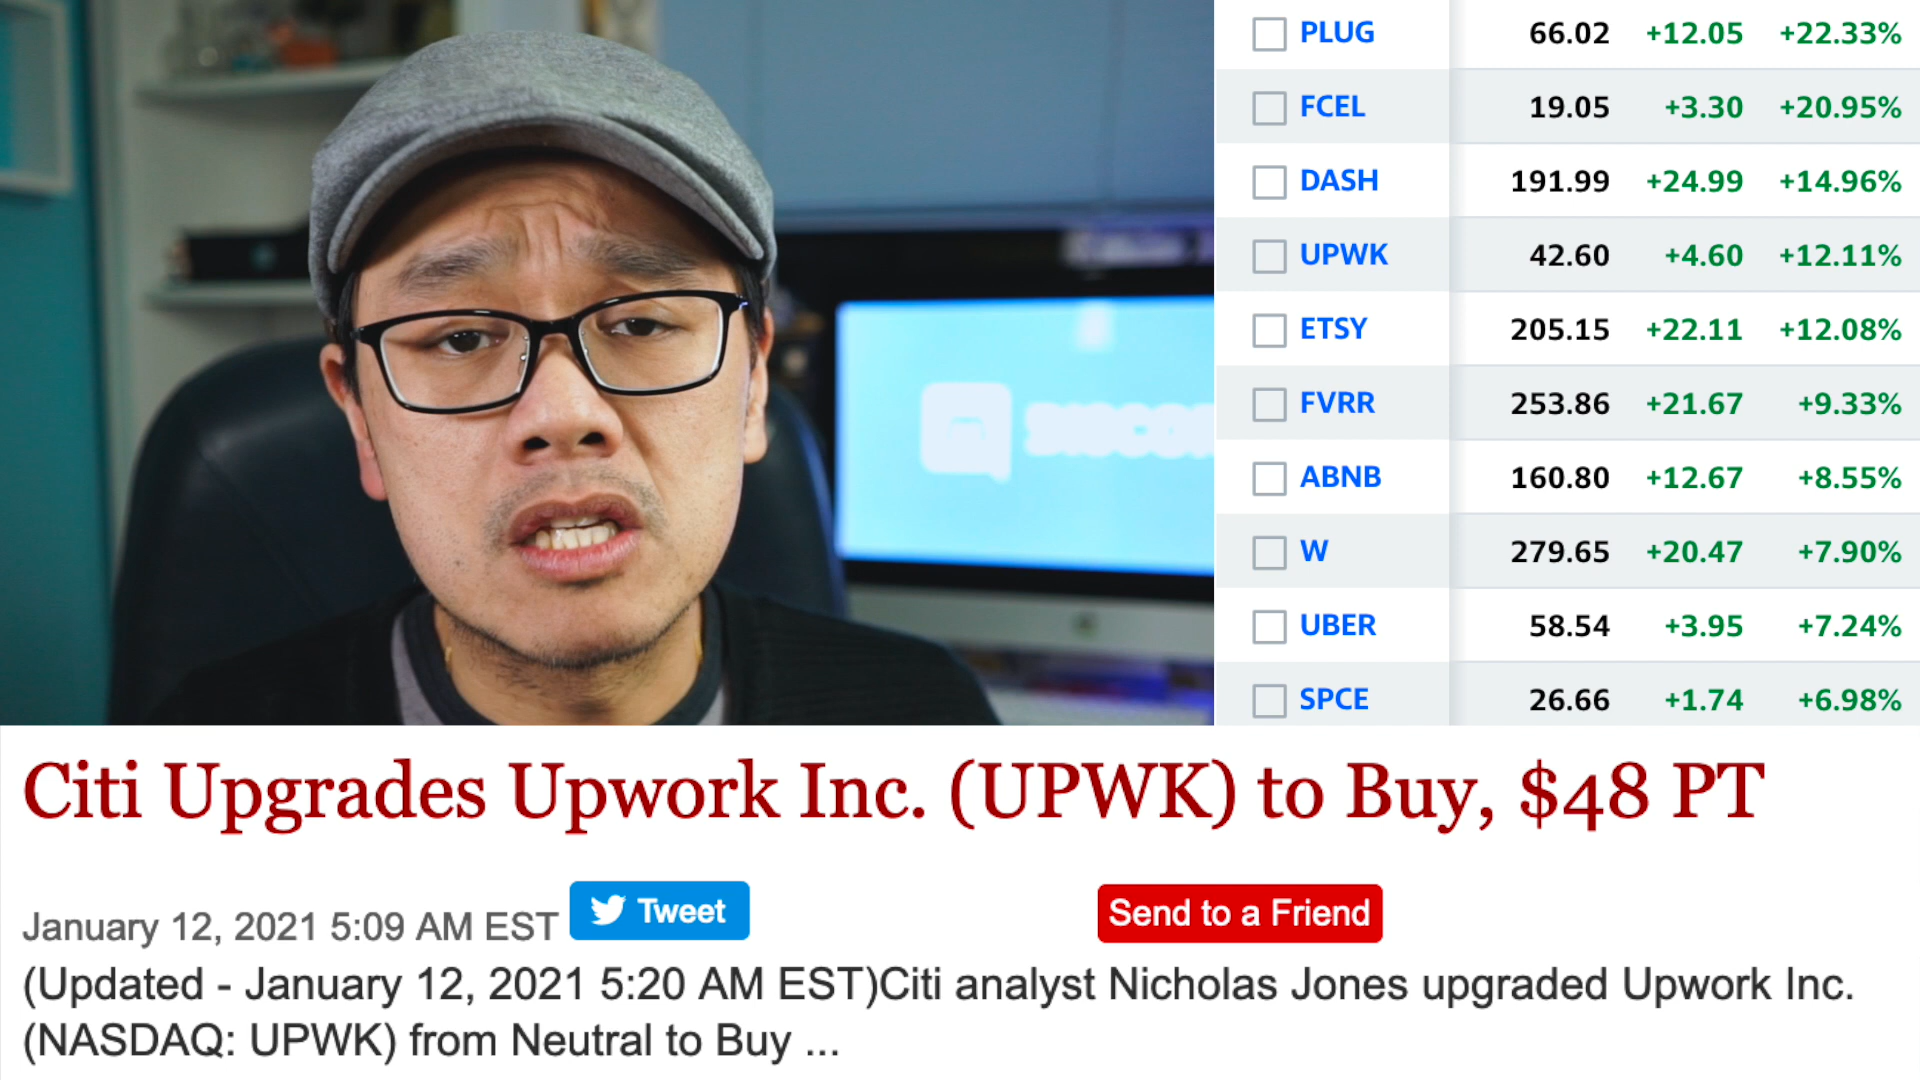 PLUG 66.02 +12.05 +22.33%
FCEL 19.05 +3.30 +20.95%
DASH 191.99 +24.99 +14.96%
UPWK 42.60 +4.60 +12.11%
ETSY 205.15 +22.11 +12.08%
FVRR 253.86 +21.67 +9.33%
ABNB 160.80 +12.67 +8.55%
W 279.65 +20.47 +7.90%
UBER 58.54 +3.95 +7.24%
SPCE 26.66 +1.74 +6.98%
Citi Upgrades Upwork Inc. (UPWK) to Buy, $48 PT
January 12, 2021 5:09 AM EST Tweet Send to a Friend
(Updated - January 12, 2021 5:20 AM EST)Citi analyst Nicholas Jones upgraded Upwork Inc.
(NASDAQ: UPWK) from Neutral to Buy ...